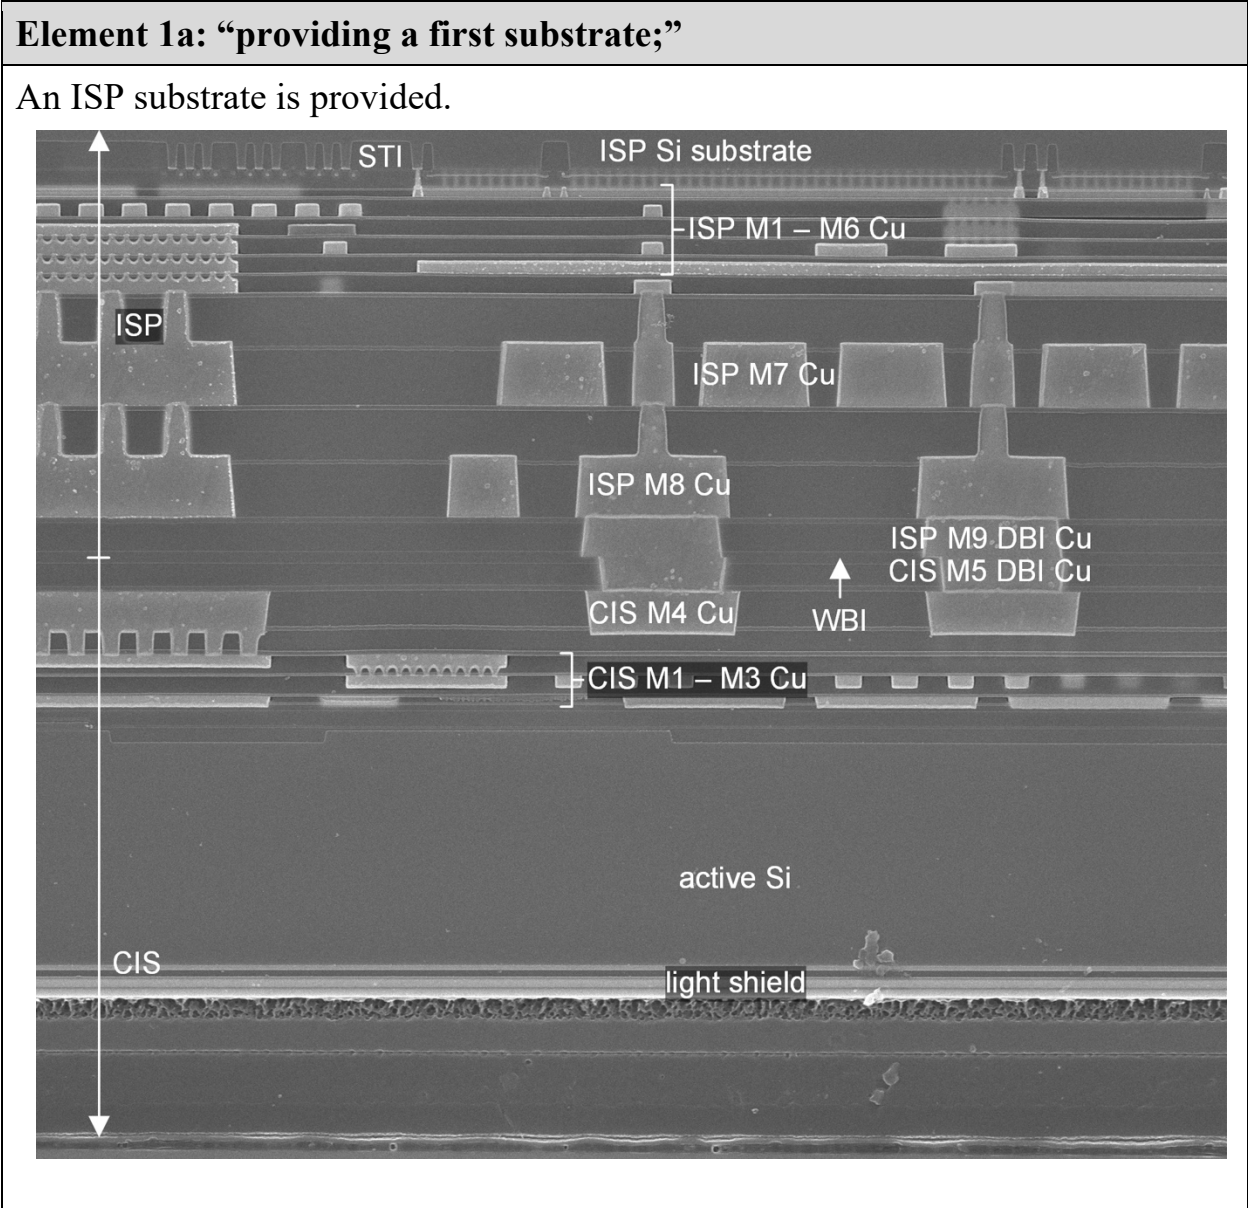 Element 1a: “providing a first substrate;”
An ISP substrate is provided.
STI
ISP Si substrate
ISP M1 – M6 Cu
ISP
ISP M7 Cu
ISP M8 Cu
ISP M9 DBI Cu
CIS M5 DBI Cu
CIS M4 Cu
WBI
CIS M1 – M3 Cu
active Si
CIS
light shield